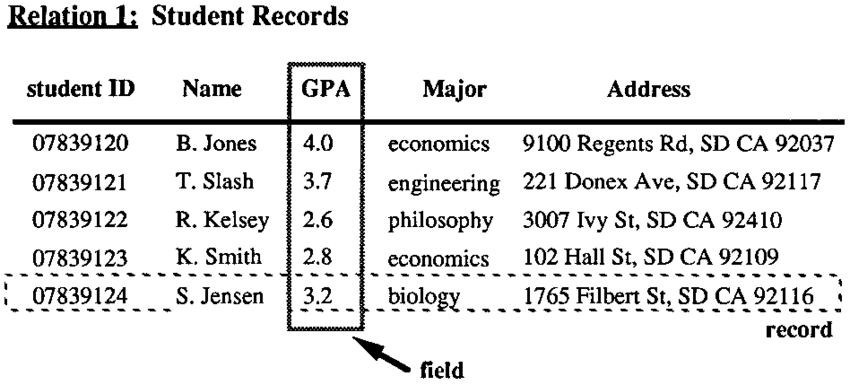 Relation 1: Student Records
student ID Name GPA Major Address
07839120 B. Jones 4.0 economics 9100 Regents Rd, SD CA 92037
07839121 T. Slash 3.7 engineering 221 Donex Ave, SD CA 92117
07839122 R. Kelsey 2.6 philosophy 3007 Ivy St, SD CA 92410
07839123 K. Smith 2.8 economics 102 Hall St, SD CA 92109
07839124 S. Jensen 3.2 biology 1765 Filbert St, SD CA 92116
record
field